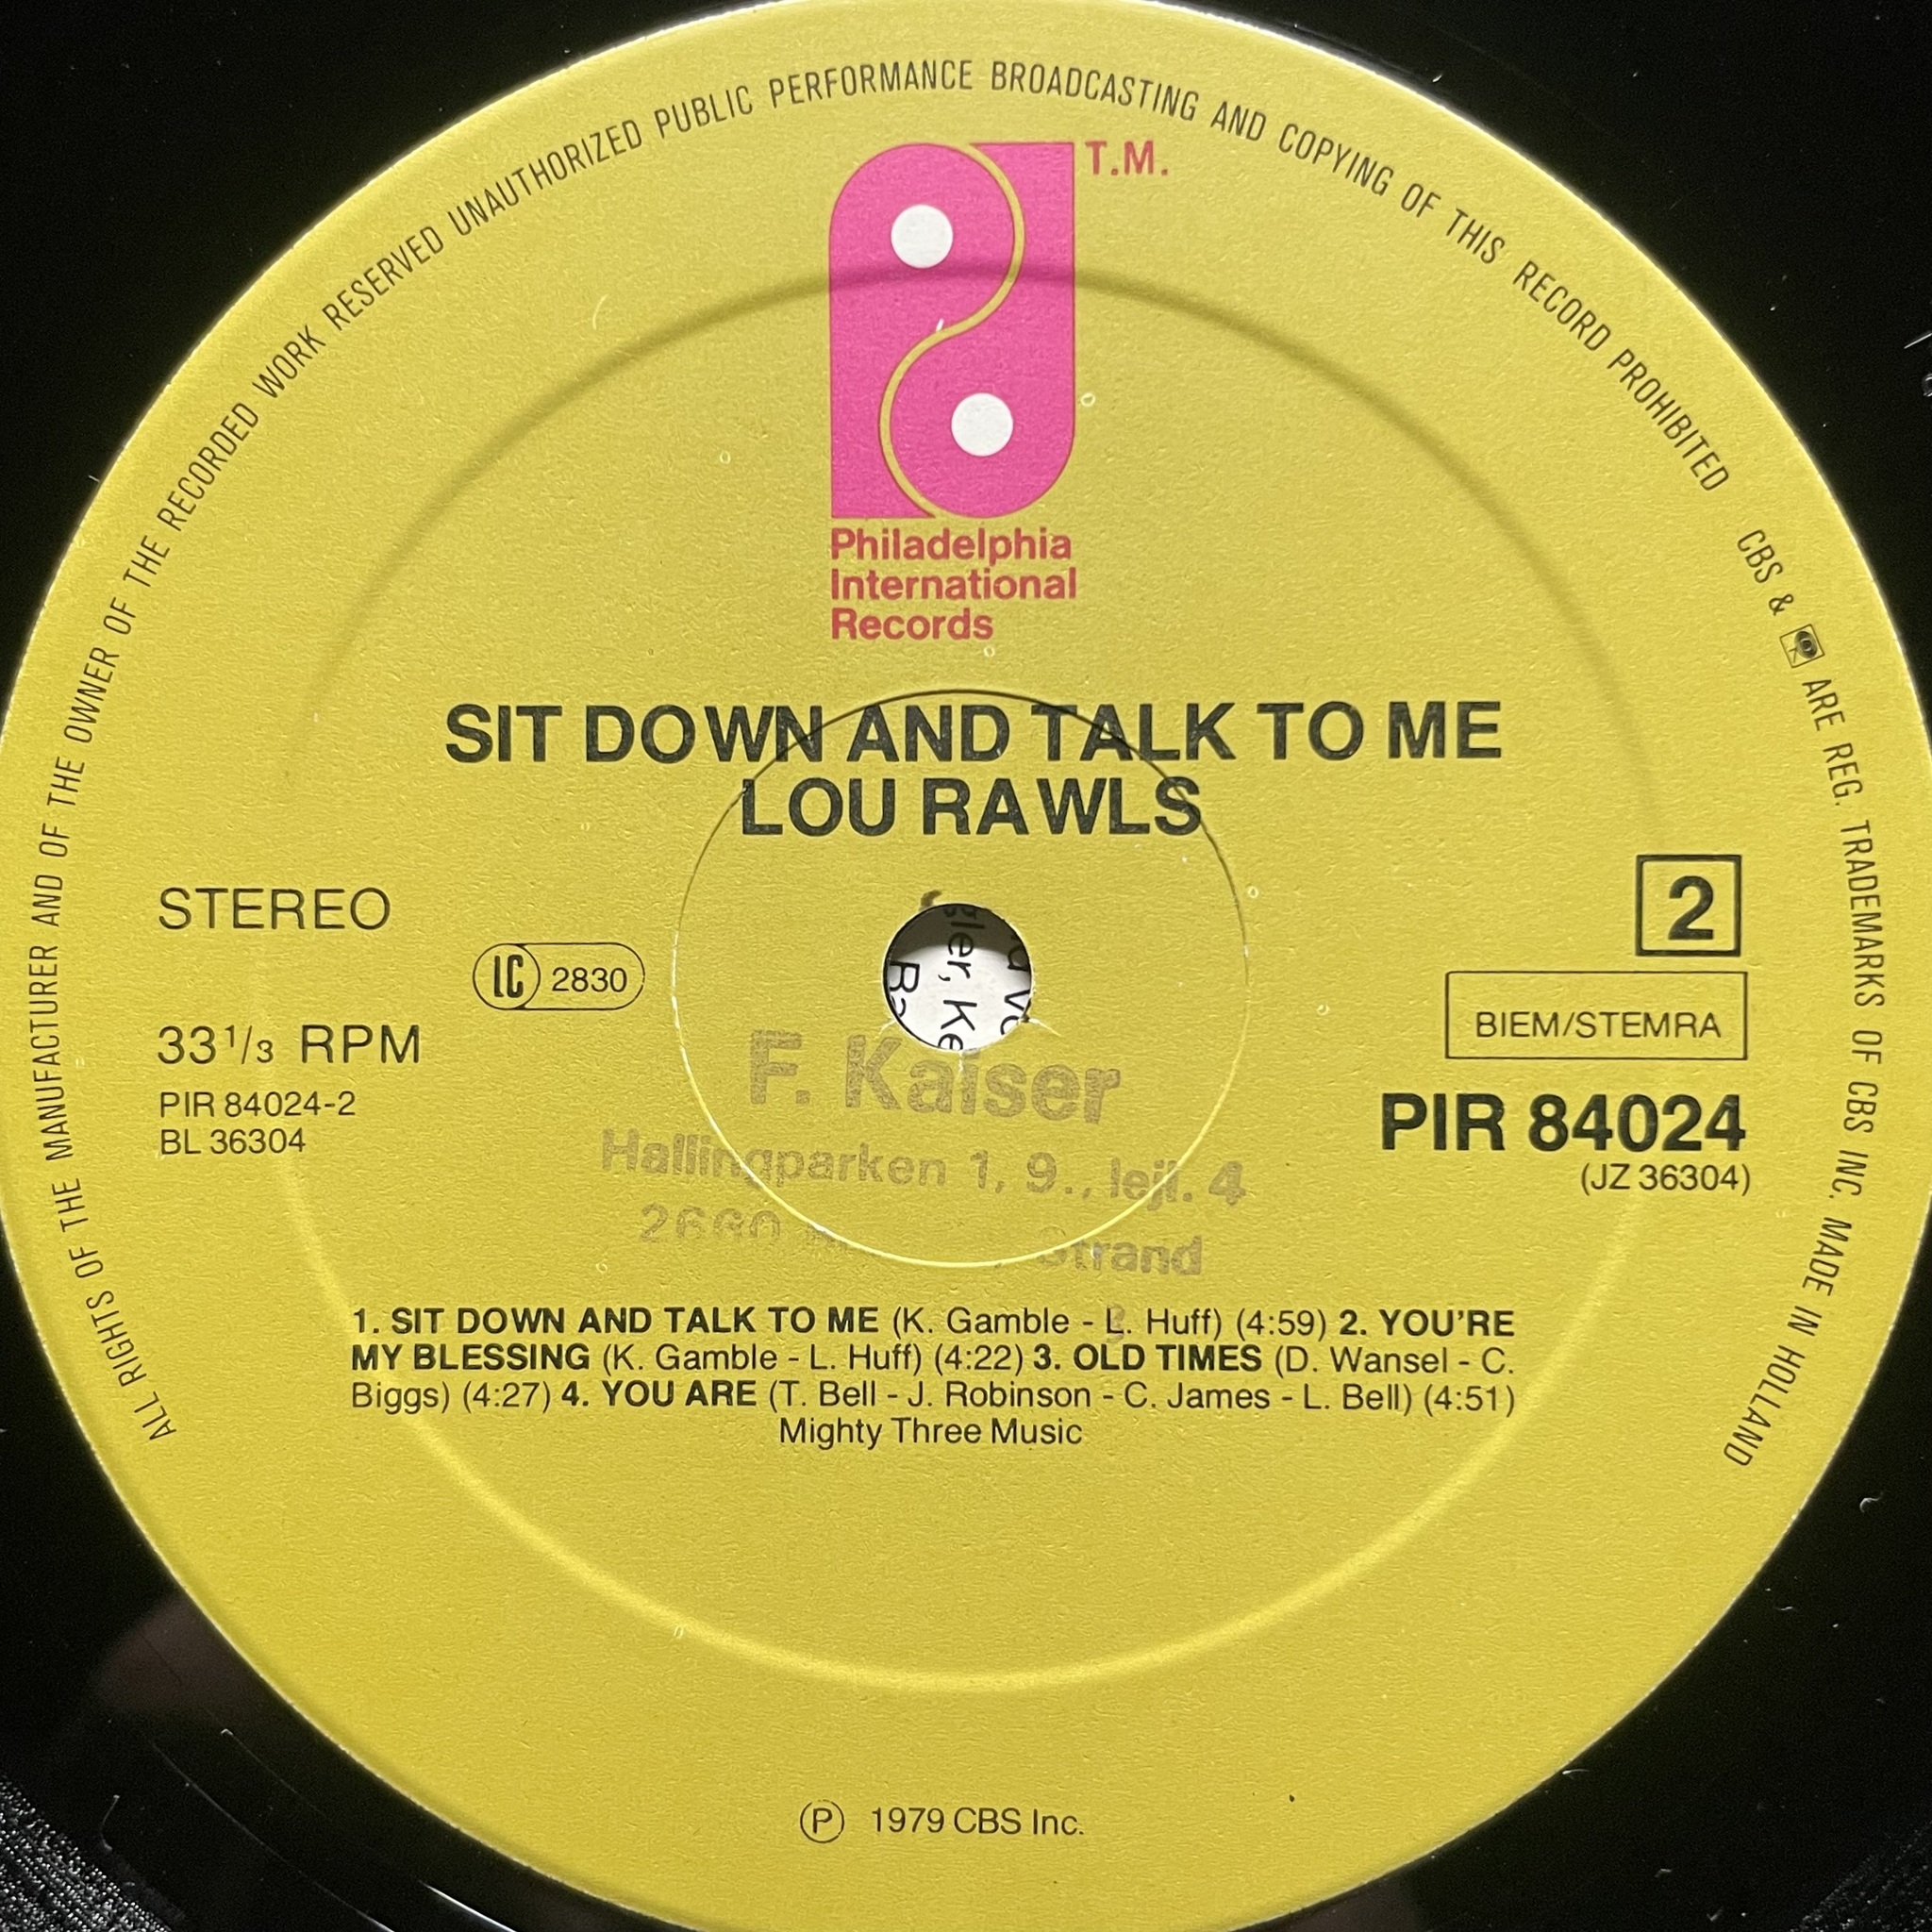 ALL RIGHTS OF THE MANUFACTURER AND OF THE OWNER OF THE RECORDED WORK RESERVED UNAUTHORIZED PUBLIC PERFORMANCE BROADCASTING AND COPYING OF THIS RECORD PROHIBITED
CBS & ARE REG. TRADEMARKS OF CBS INC. MADE IN HOLLAND
T.M.
Philadelphia
International
Records
SIT DOWN AND TALK TO ME
LOU RAWLS
STEREO
LC 2830
33 1/3 RPM
PIR 84024-2
BL 36304
2
BIEM/STEMRA
PIR 84024
(JZ 36304)
gler, Ke
F. Kaiser
Hallingparken 1, 9., lejl. 4
Strand
1. SIT DOWN AND TALK TO ME (K. Gamble - L. Huff) (4:59) 2. YOU'RE
MY BLESSING (K. Gamble - L. Huff) (4:22) 3. OLD TIMES (D. Wansel - C.
Biggs) (4:27) 4. YOU ARE (T. Bell - J. Robinson - C. James - L. Bell) (4:51)
Mighty Three Music
Ⓟ 1979 CBS Inc.